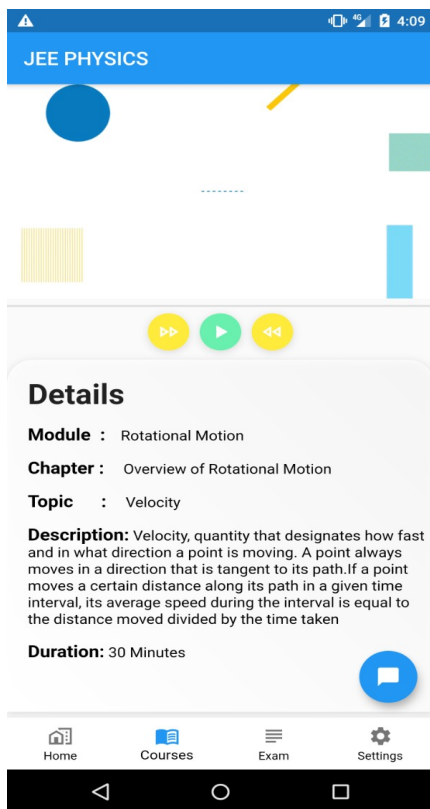 4G 4:09
JEE PHYSICS
Details
Module : Rotational Motion
Chapter : Overview of Rotational Motion
Topic : Velocity
Description: Velocity, quantity that designates how fast
and in what direction a point is moving. A point always
moves in a direction that is tangent to its path.If a point
moves a certain distance along its path in a given time
interval, its average speed during the interval is equal to
the distance moved divided by the time taken
Duration: 30 Minutes
Home Courses Exam Settings